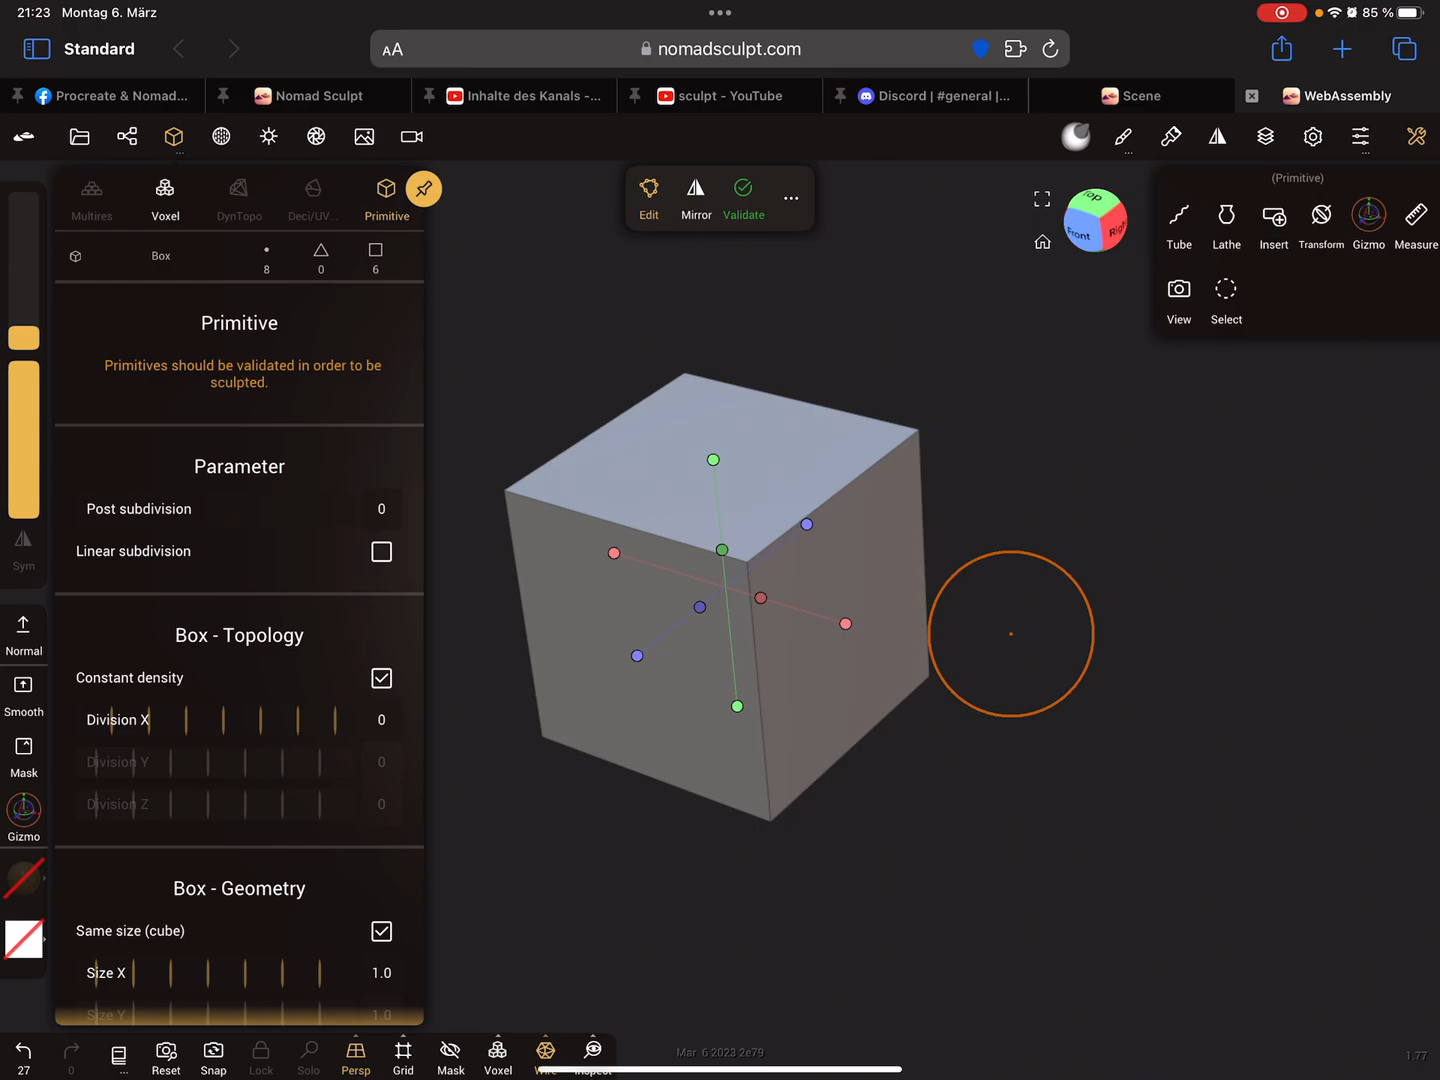 21:23 Montag 6. März
85 %
Standard
AA
nomadsculpt.com
Procreate & Nomad...
Nomad Sculpt
Inhalte des Kanals -...
sculpt - YouTube
Discord | #general |...
Scene
WebAssembly
Multires
Voxel
DynTopo
Deci/UV...
Primitive
Box
8
0
6
Primitive
Primitives should be validated in order to be
sculpted.
Parameter
Post subdivision 0
Linear subdivision
Box - Topology
Constant density
Division X 0
Division Y 0
Division Z 0
Box - Geometry
Same size (cube)
Size X 1.0
Size Y 1.0
Sym
Normal
Smooth
Mask
Gizmo
Edit
Mirror
Validate
Top
Front
Right
(Primitive)
Tube
Lathe
Insert
Transform
Gizmo
Measure
View
Select
27
0
Reset
Snap
Lock
Solo
Persp
Grid
Mask
Voxel
Wire
Inspect
Mar 6 2023 2e79
1.77